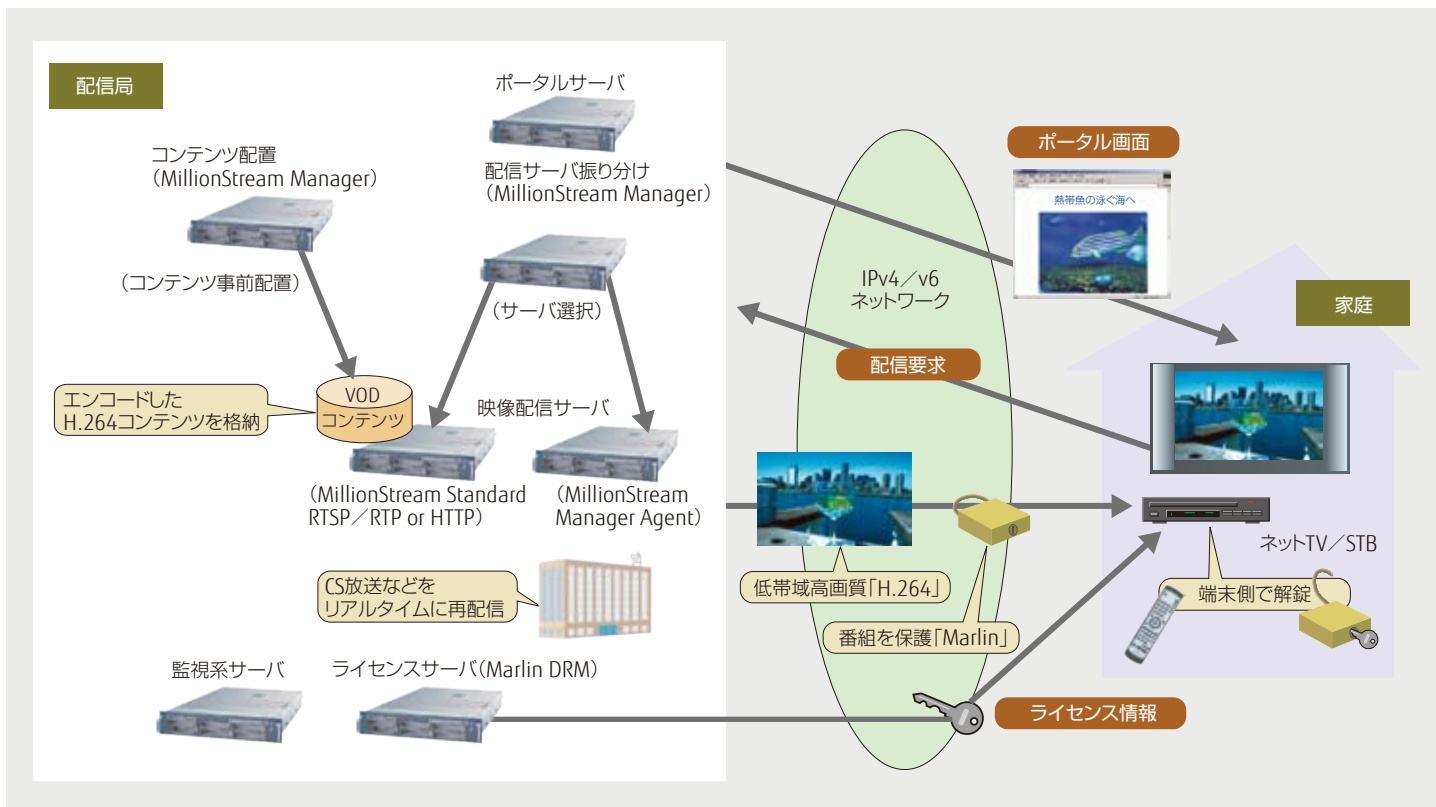 配信局
ポータルサーバ
コンテンツ配置
（MillionStream Manager）
配信サーバ振り分け
（MillionStream Manager）
（コンテンツ事前配置）
（サーバ選択）
エンコードした
H.264コンテンツを格納
VOD
コンテンツ
映像配信サーバ
（MillionStream Standard
RTSP／RTP or HTTP）
（MillionStream
Manager Agent）
CS放送などを
リアルタイムに再配信
監視系サーバ
ライセンスサーバ（Marlin DRM）
IPv4／v6
ネットワーク
ポータル画面
熱帯魚の泳ぐ海へ
配信要求
低帯域高画質「H.264」
番組を保護「Marlin」
ライセンス情報
家庭
ネットTV／STB
端末側で解錠